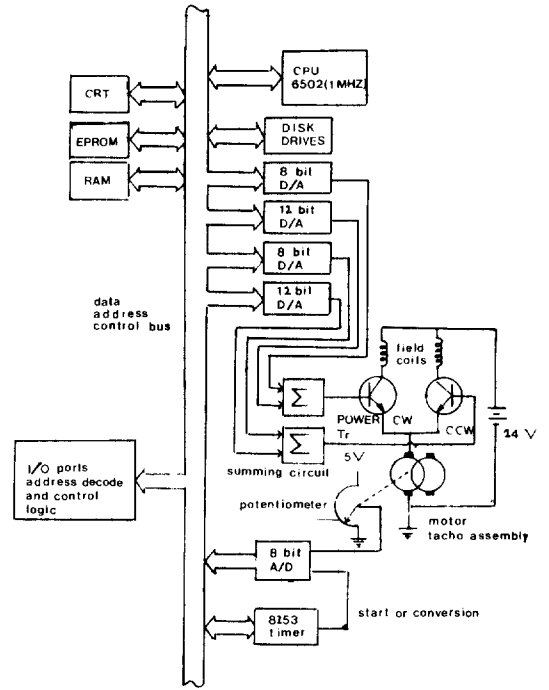 CPU
6502(1 MHZ)
CRT
EPROM
RAM
DISK
DRIVES
8 bit
D/A
12 bit
D/A
8 bit
D/A
12 bit
D/A
data
address
control bus
field
coils
Σ
Σ
POWER
Tr
CW
CCW
14 V
summing circuit
5V
I/O ports
address decode
and control
logic
potentiometer
motor
tacho assembly
8 bit
A/D
8253
timer
start or conversion